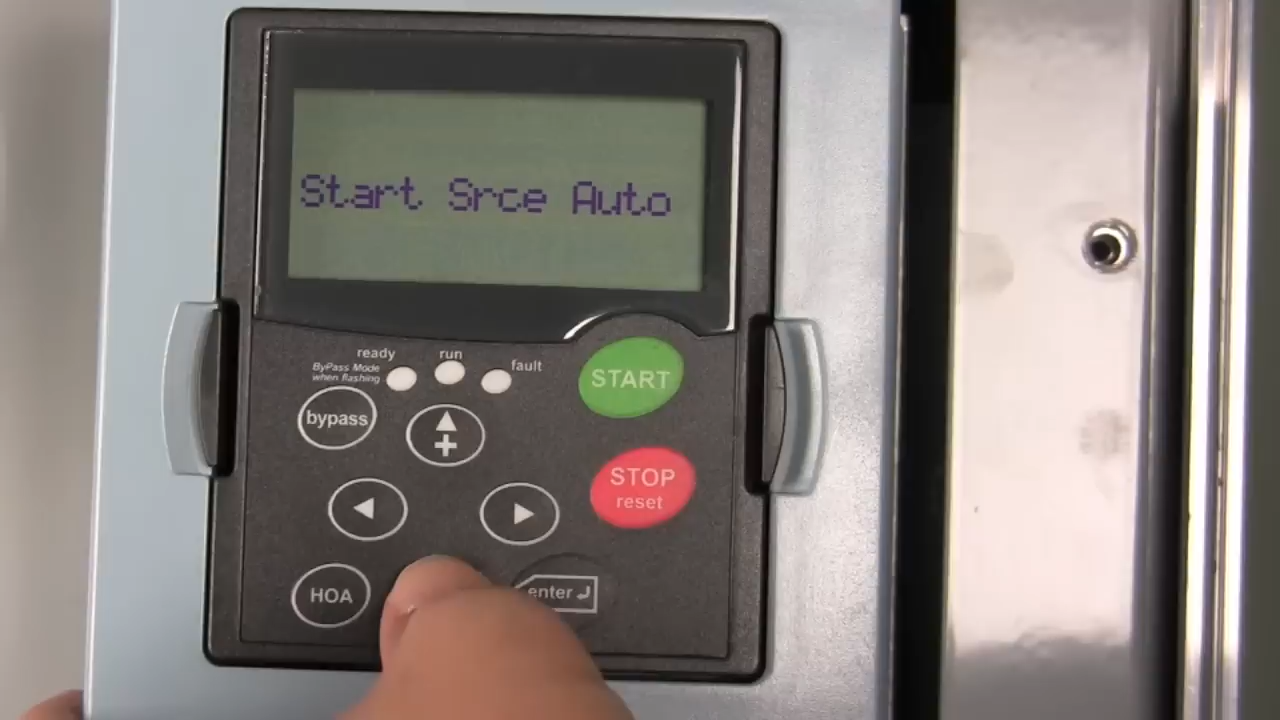 Start Srce Auto
ready
run
fault
ByPass Mode
when flashing
bypass
START
STOP
reset
HOA
enter